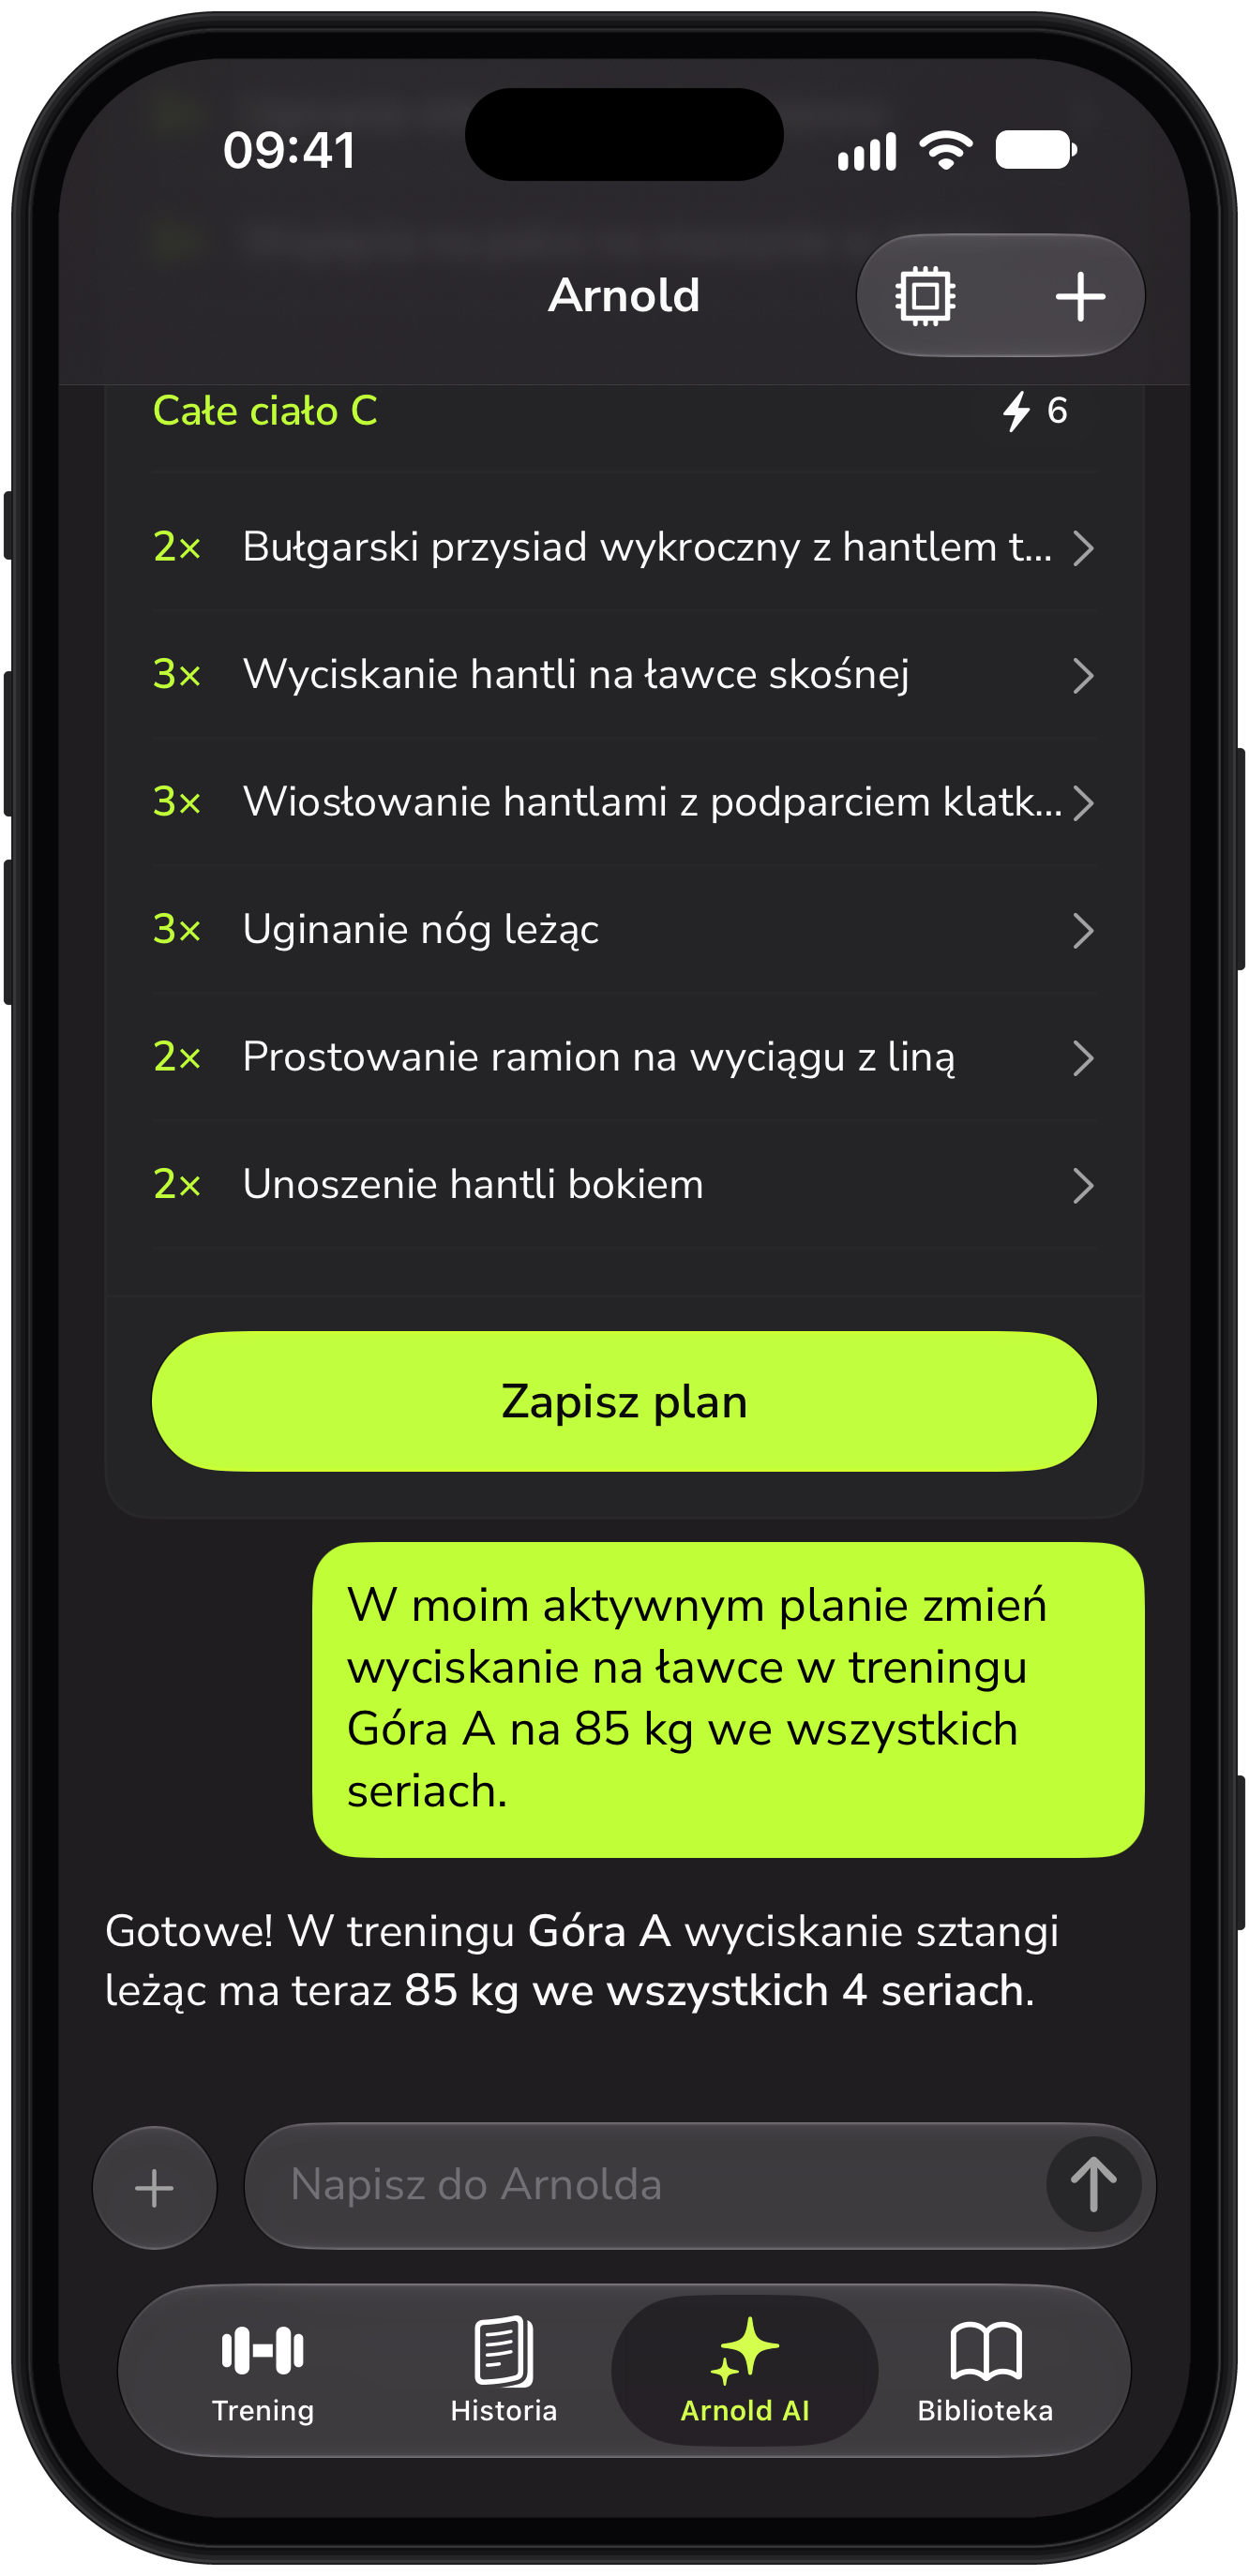 09:41
Arnold
Całe ciało C
6
2× Bułgarski przysiad wykroczny z hantlem t...
3× Wyciskanie hantli na ławce skośnej
3× Wiosłowanie hantlami z podparciem klatk...
3× Uginanie nóg leżąc
2× Prostowanie ramion na wyciągu z liną
2× Unoszenie hantli bokiem
Zapisz plan
W moim aktywnym planie zmień
wyciskanie na ławce w treningu
Góra A na 85 kg we wszystkich
seriach.
Gotowe! W treningu Góra A wyciskanie sztangi
leżąc ma teraz 85 kg we wszystkich 4 seriach.
Napisz do Arnolda
Trening
Historia
Arnold AI
Biblioteka